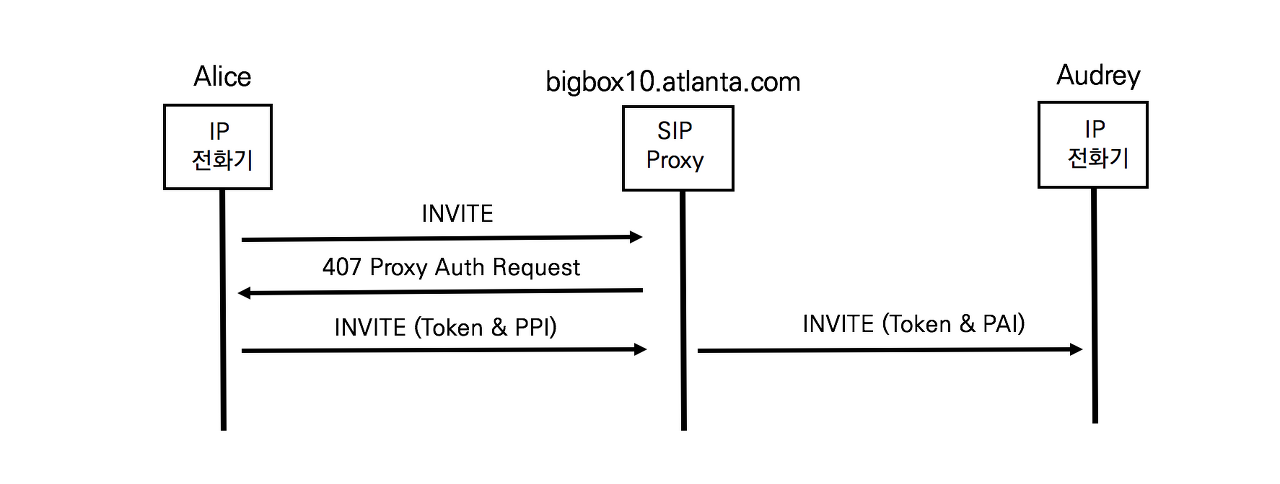 Alice
bigbox10.atlanta.com
Audrey
IP
전화기
SIP
Proxy
IP
전화기
INVITE
407 Proxy Auth Request
INVITE (Token & PPI)
INVITE (Token & PAI)